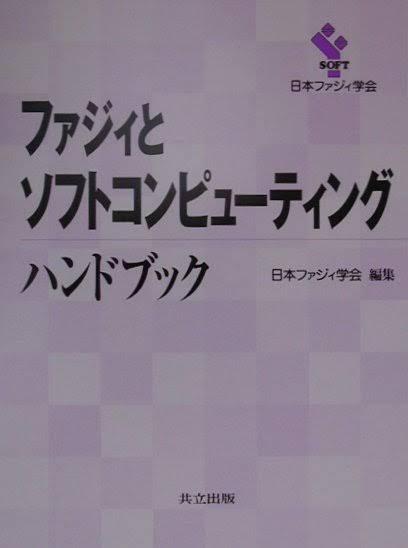 SOFT
日本ファジィ学会
ファジィと
ソフトコンピューティング
ハンドブック
日本ファジィ学会 編集
共立出版